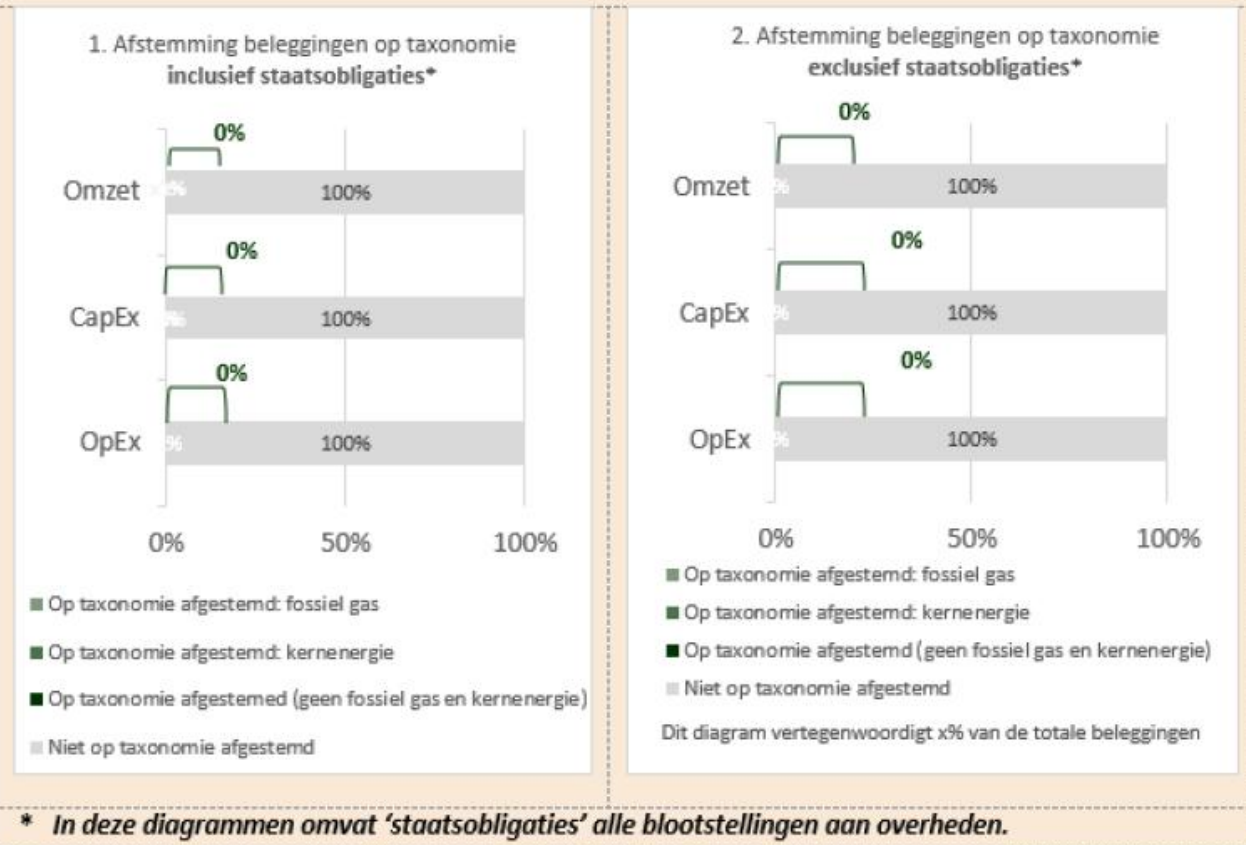 1. Afstemming beleggingen op taxonomie
inclusief staatsobligaties*
0%
Omzet
100%
0%
CapEx
100%
0%
OpEx
%
100%
0%
50%
100%
Op taxonomie afgestemd: fossiel gas
Op taxonomie afgestemd: kernenergie
Op taxonomie afgestemed (geen fossiel gas en kernenergie)
Niet op taxonomie afgestemd
2. Afstemming beleggingen op taxonomie
exclusief staatsobligaties*
0%
Omzet
%
100%
0%
CapEx
%
100%
0%
OpEx
%
100%
0%
50%
100%
Op taxonomie afgestemd: fossiel gas
Op taxonomie afgestemd: kernenergie
Op taxonomie afgestemd (geen fossiel gas en kernenergie)
Niet op taxonomie afgestemd
Dit diagram vertegenwoordigt x% van de totale beleggingen
* In deze diagrammen omvat ‘staatsobligaties’ alle blootstellingen aan overheden.